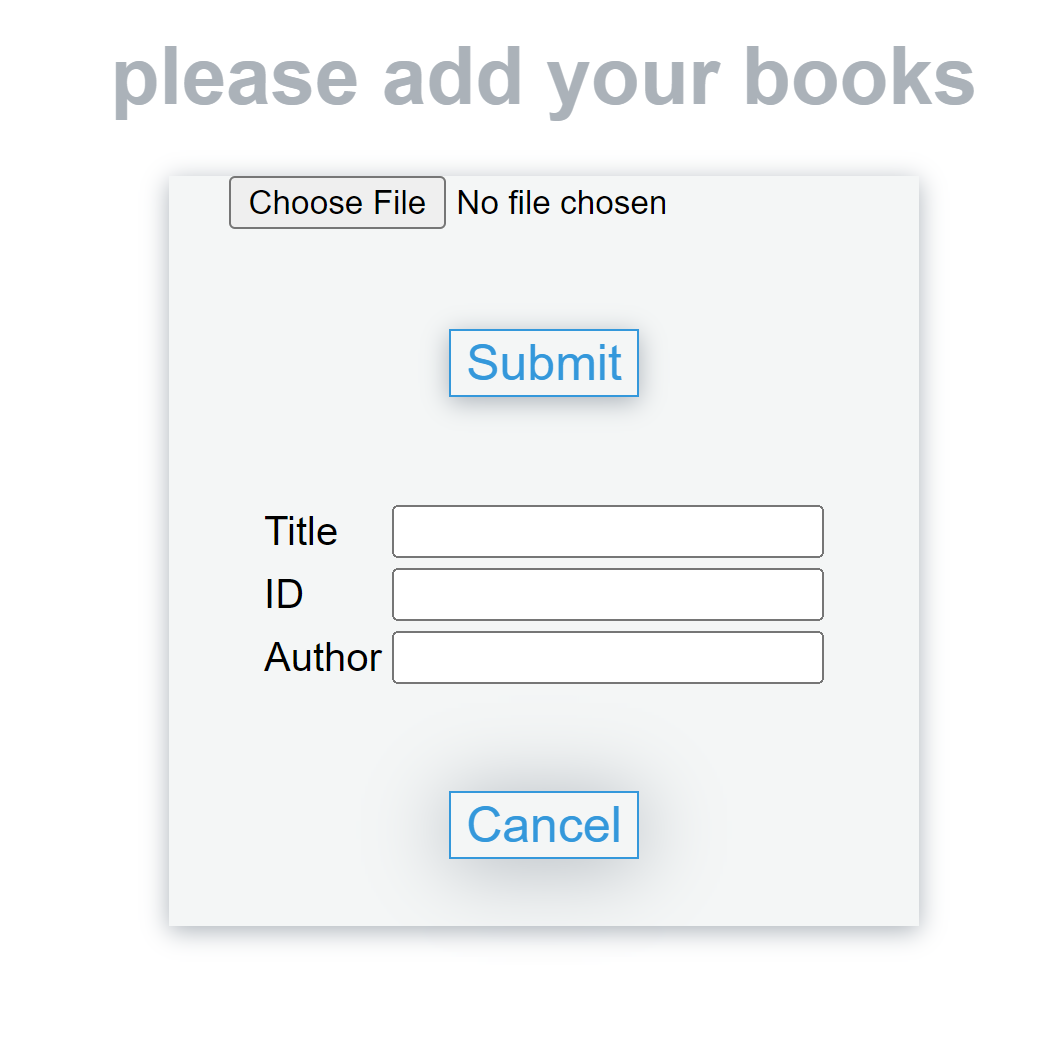 please add your books
Choose File No file chosen
Submit
Title
ID
Author
Cancel